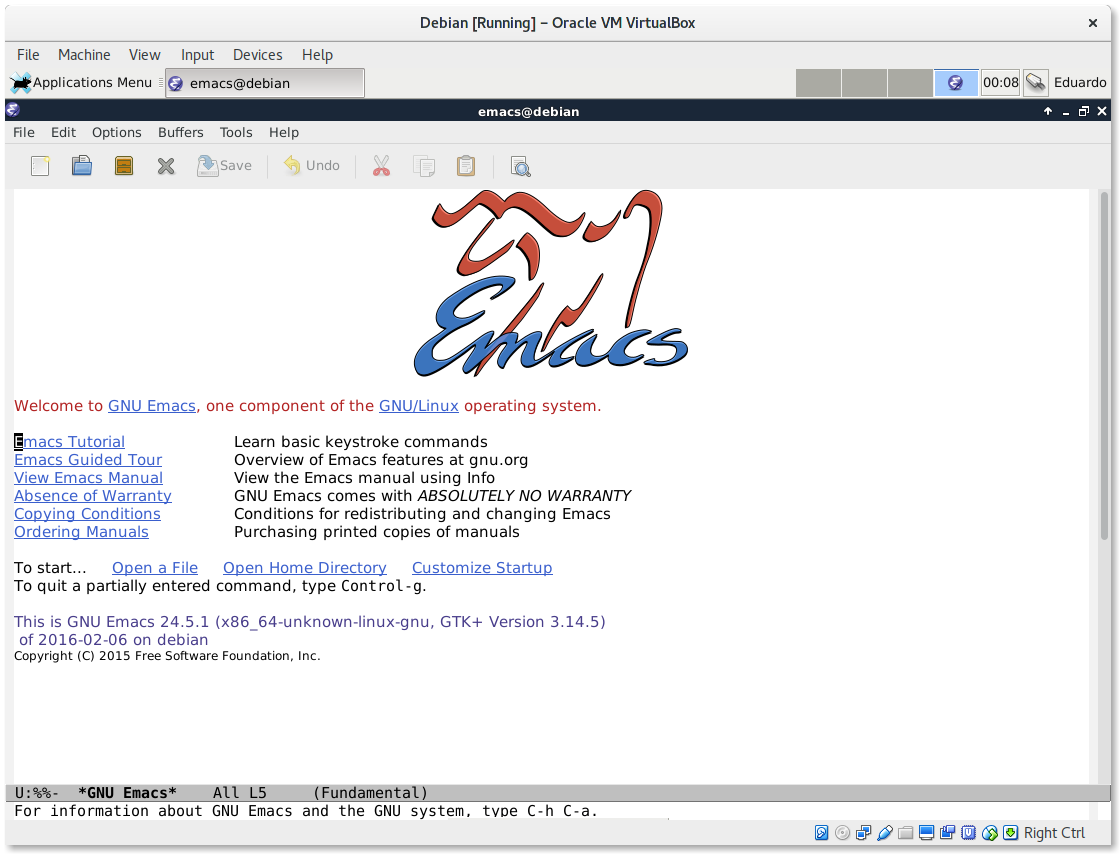 Debian [Running] – Oracle VM VirtualBox
File Machine View Input Devices Help
Applications Menu emacs@debian 00:08 Eduardo
emacs@debian
File Edit Options Buffers Tools Help
Save Undo
Emacs
Welcome to GNU Emacs, one component of the GNU/Linux operating system.
Emacs Tutorial Learn basic keystroke commands
Emacs Guided Tour Overview of Emacs features at gnu.org
View Emacs Manual View the Emacs manual using Info
Absence of Warranty GNU Emacs comes with ABSOLUTELY NO WARRANTY
Copying Conditions Conditions for redistributing and changing Emacs
Ordering Manuals Purchasing printed copies of manuals
To start... Open a File Open Home Directory Customize Startup
To quit a partially entered command, type Control-g.
This is GNU Emacs 24.5.1 (x86_64-unknown-linux-gnu, GTK+ Version 3.14.5)
of 2016-02-06 on debian
Copyright (C) 2015 Free Software Foundation, Inc.
U:%%- *GNU Emacs* All L5 (Fundamental)
For information about GNU Emacs and the GNU system, type C-h C-a.
Right Ctrl